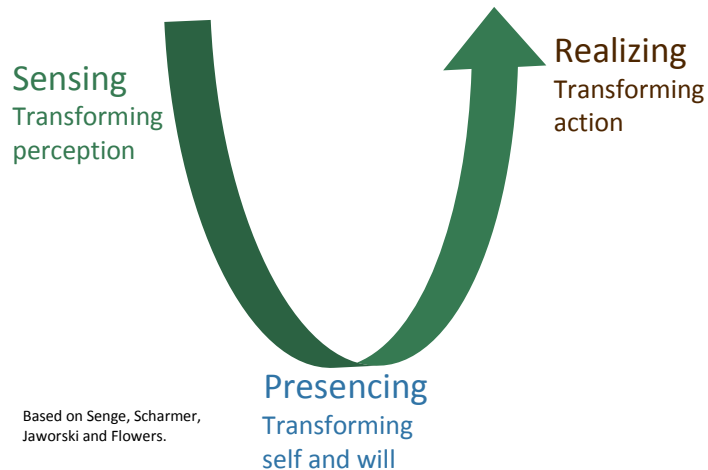 Sensing
Transforming
perception
Realizing
Transforming
action
Presencing
Transforming
self and will
Based on Senge, Scharmer,
Jaworski and Flowers.